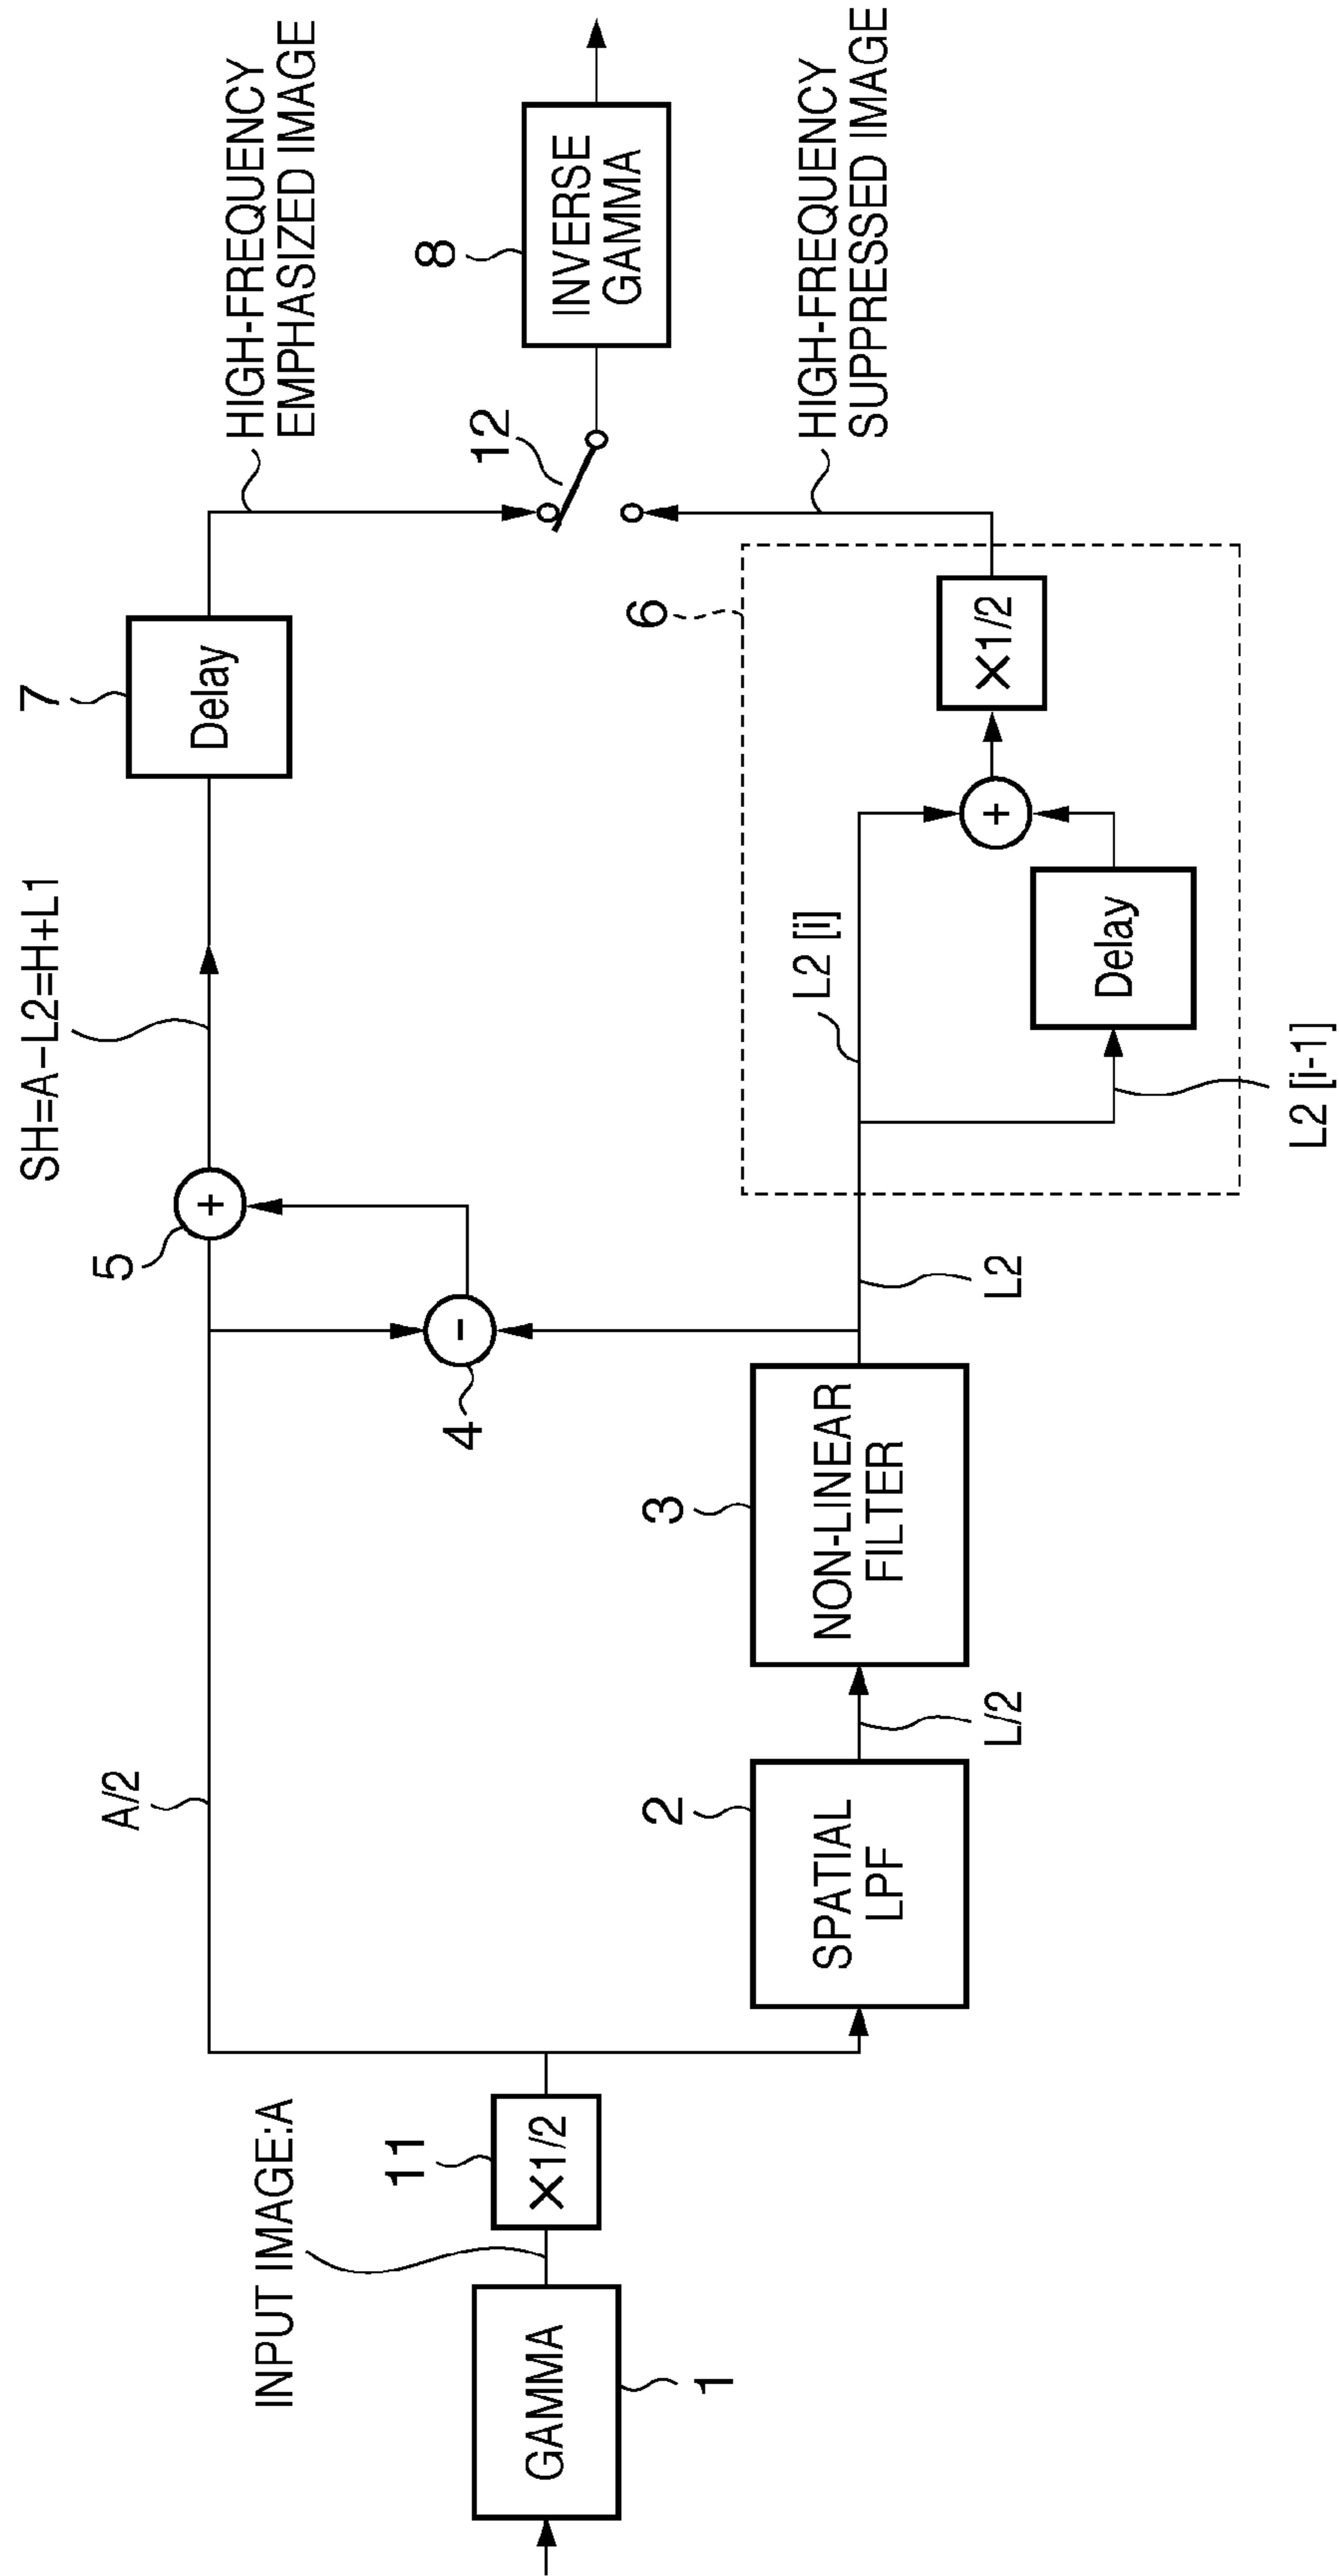 INPUT IMAGE:A
GAMMA
1
11
×1/2
A/2
2
SPATIAL
LPF
L/2
3
NON-LINEAR
FILTER
4
-
5
+
SH=A-L2=H+L1
L2
7
Delay
6
L2 [i]
L2 [i-1]
Delay
+
×1/2
HIGH-FREQUENCY
EMPHASIZED IMAGE
12
8
INVERSE
GAMMA
HIGH-FREQUENCY
SUPPRESSED IMAGE